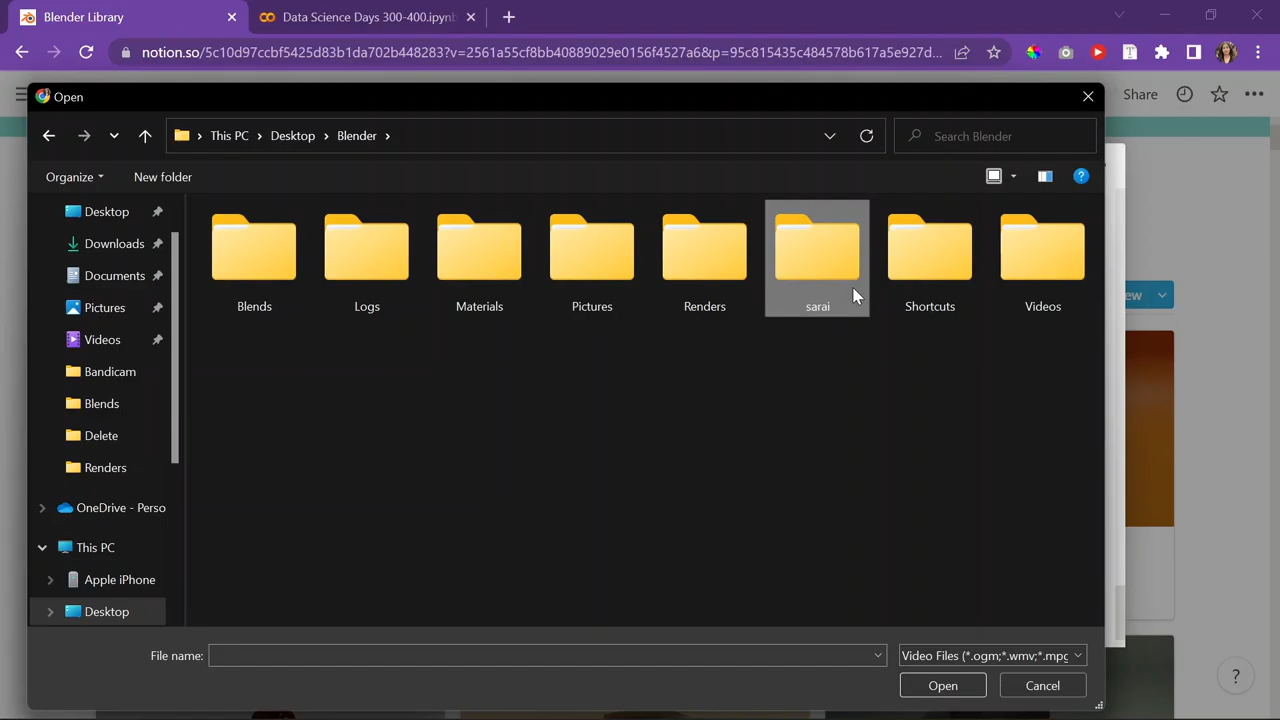 Blender Library
Data Science Days 300-400.ipynb
notion.so/5c10d97ccbf5425d83b1da702b448283?v=2561a55cf8bb40889029e0156f4527a6&p=95c815435c484578b617a5e927d...
Open
Share
This PC > Desktop > Blender >
Search Blender
Organize
New folder
Desktop
Downloads
Documents
Pictures
Videos
Bandicam
Blends
Delete
Renders
OneDrive - Perso
This PC
Apple iPhone
Desktop
Blends
Logs
Materials
Pictures
Renders
sarai
Shortcuts
Videos
ew
File name:
Video Files (*.ogm;*.wmv;*.mpg
Open
Cancel